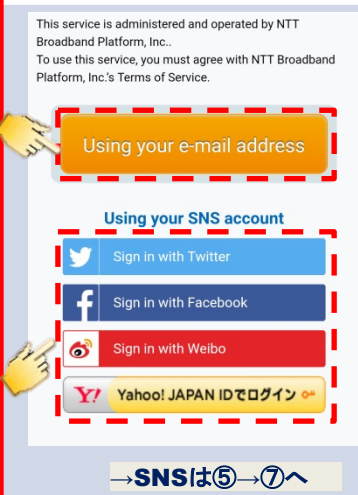 This service is administered and operated by NTT
Broadband Platform, Inc..
To use this service, you must agree with NTT Broadband
Platform, Inc.'s Terms of Service.
Using your e-mail address
Using your SNS account
Sign in with Twitter
f Sign in with Facebook
Sign in with Weibo
Y! Yahoo! JAPAN IDでログイン
→SNSは⑤→⑦へ